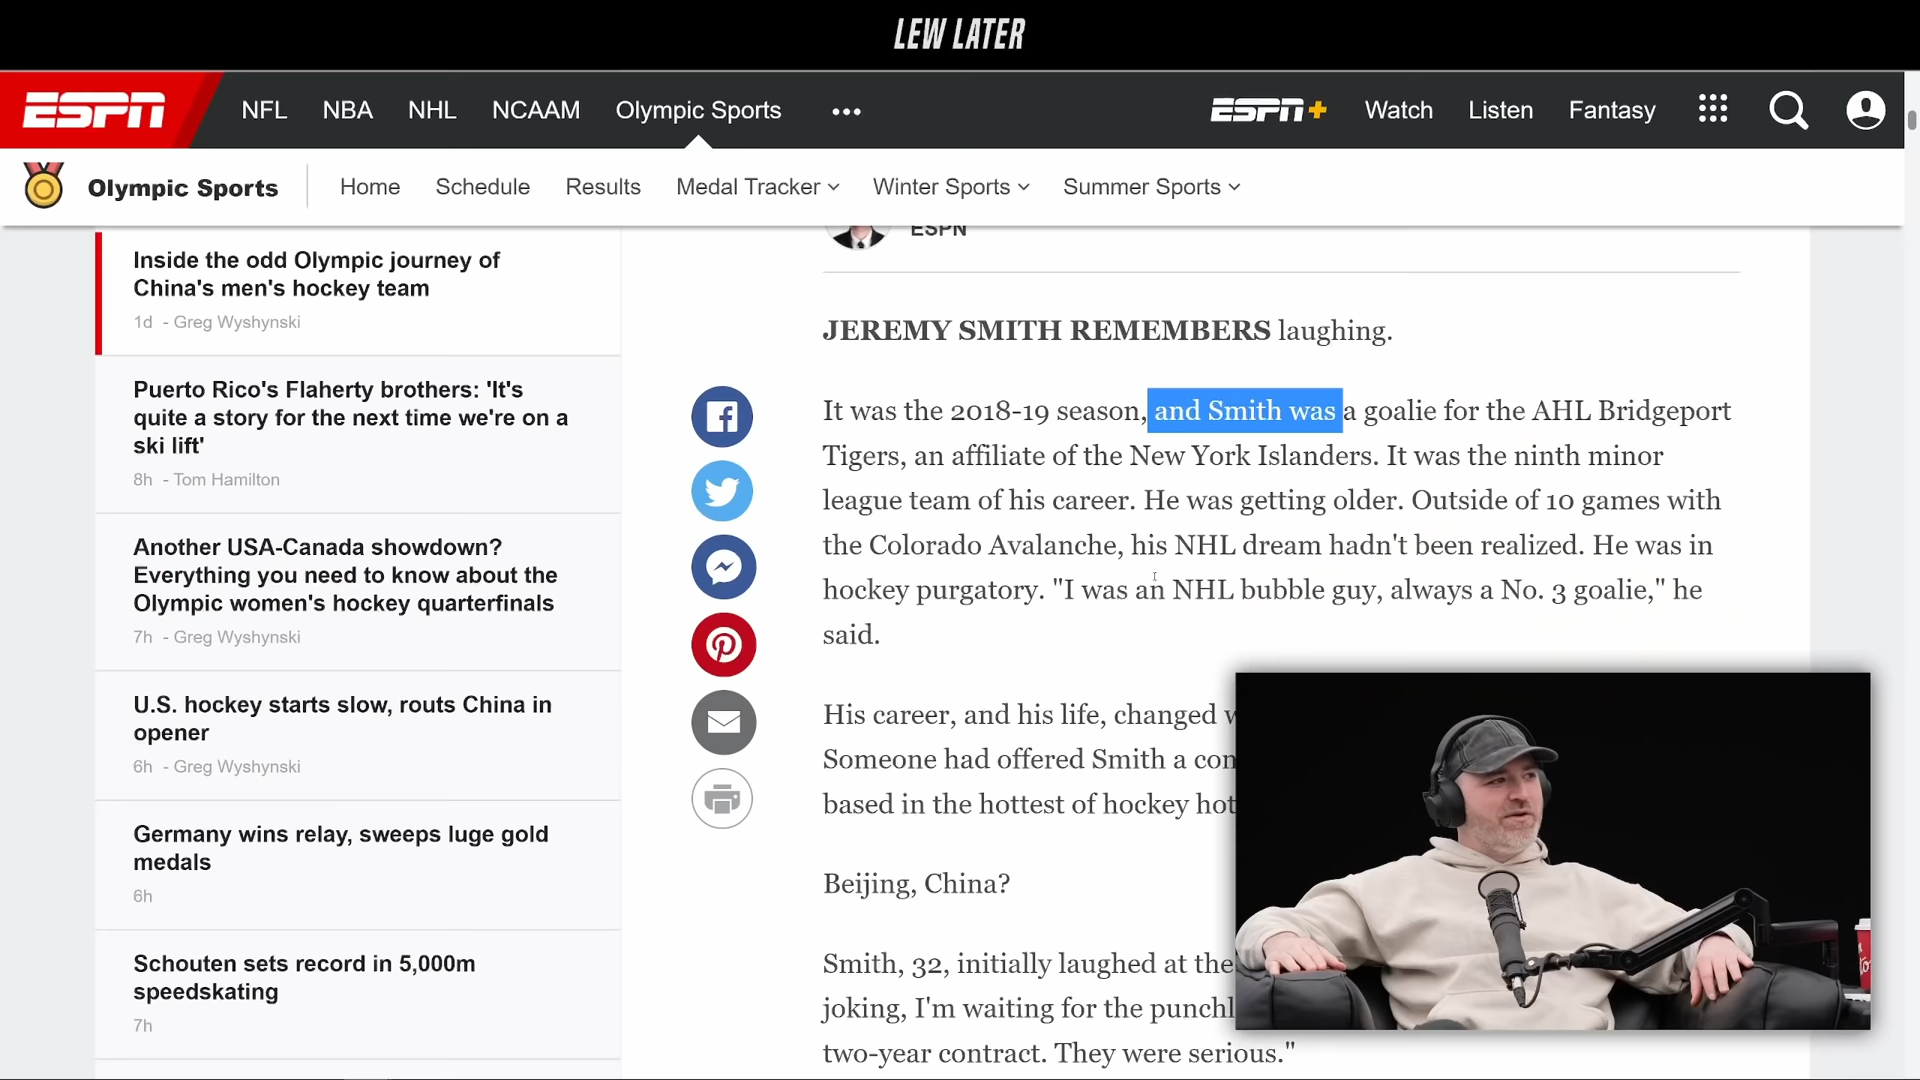 LEW LATER
ESPN NFL NBA NHL NCAAM Olympic Sports ESPN+ Watch Listen Fantasy
Olympic Sports Home Schedule Results Medal Tracker Winter Sports Summer Sports
Inside the odd Olympic journey of
China's men's hockey team
1d - Greg Wyshynski
Puerto Rico's Flaherty brothers: 'It's
quite a story for the next time we're on a
ski lift'
8h - Tom Hamilton
Another USA-Canada showdown?
Everything you need to know about the
Olympic women's hockey quarterfinals
7h - Greg Wyshynski
U.S. hockey starts slow, routs China in
opener
6h - Greg Wyshynski
Germany wins relay, sweeps luge gold
medals
6h
Schouten sets record in 5,000m
speedskating
7h
ESPN
JEREMY SMITH REMEMBERS laughing.
It was the 2018-19 season, and Smith was a goalie for the AHL Bridgeport
Tigers, an affiliate of the New York Islanders. It was the ninth minor
league team of his career. He was getting older. Outside of 10 games with
the Colorado Avalanche, his NHL dream hadn't been realized. He was in
hockey purgatory. "I was an NHL bubble guy, always a No. 3 goalie," he
said.
His career, and his life, changed
Someone had offered Smith a
based in the hottest of hockey
Beijing, China?
Smith, 32, initially laughed at the
joking, I'm waiting for the
two-year contract. They were serious."